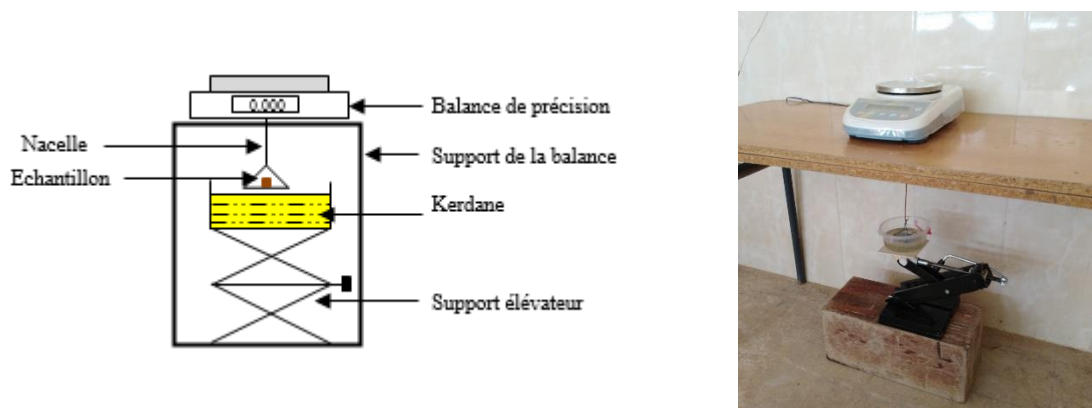 0.000
Balance de précision
Nacelle
Support de la balance
Echantillon
Kerdane
Support élévateur